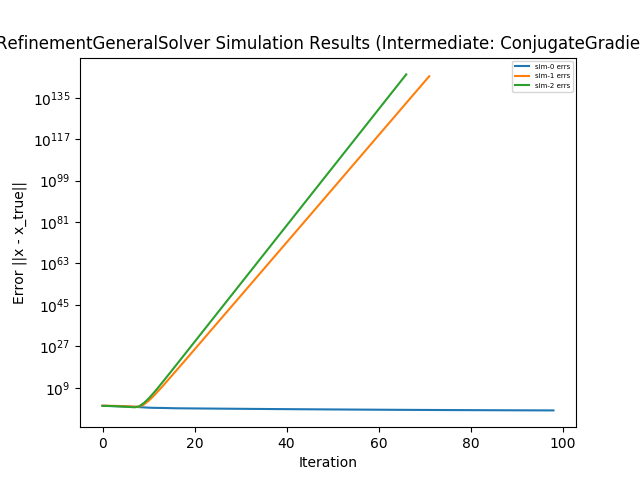 RefinementGeneralSolver Simulation Results (Intermediate: ConjugateGradie
sim-0 errs
sim-1 errs
sim-2 errs
Error ||x - x_true||
10^135
10^117
10^99
10^81
10^63
10^45
10^27
10^9
0 20 40 60 80 100
Iteration